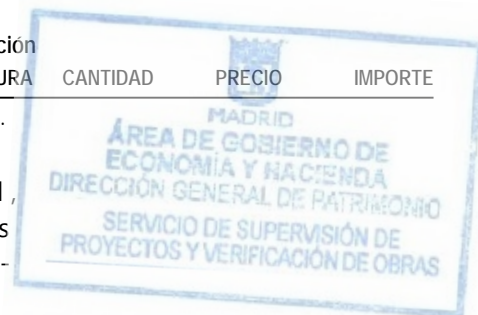 ción
URA CANTIDAD PRECIO IMPORTE
.
MADRID
ÁREA DE GOBIERNO DE
ECONOMÍA Y HACIENDA
DIRECCIÓN GENERAL DE PATRIMONIO
SERVICIO DE SUPERVISIÓN DE
PROYECTOS Y VERIFICACIÓN DE OBRAS
,
s
-